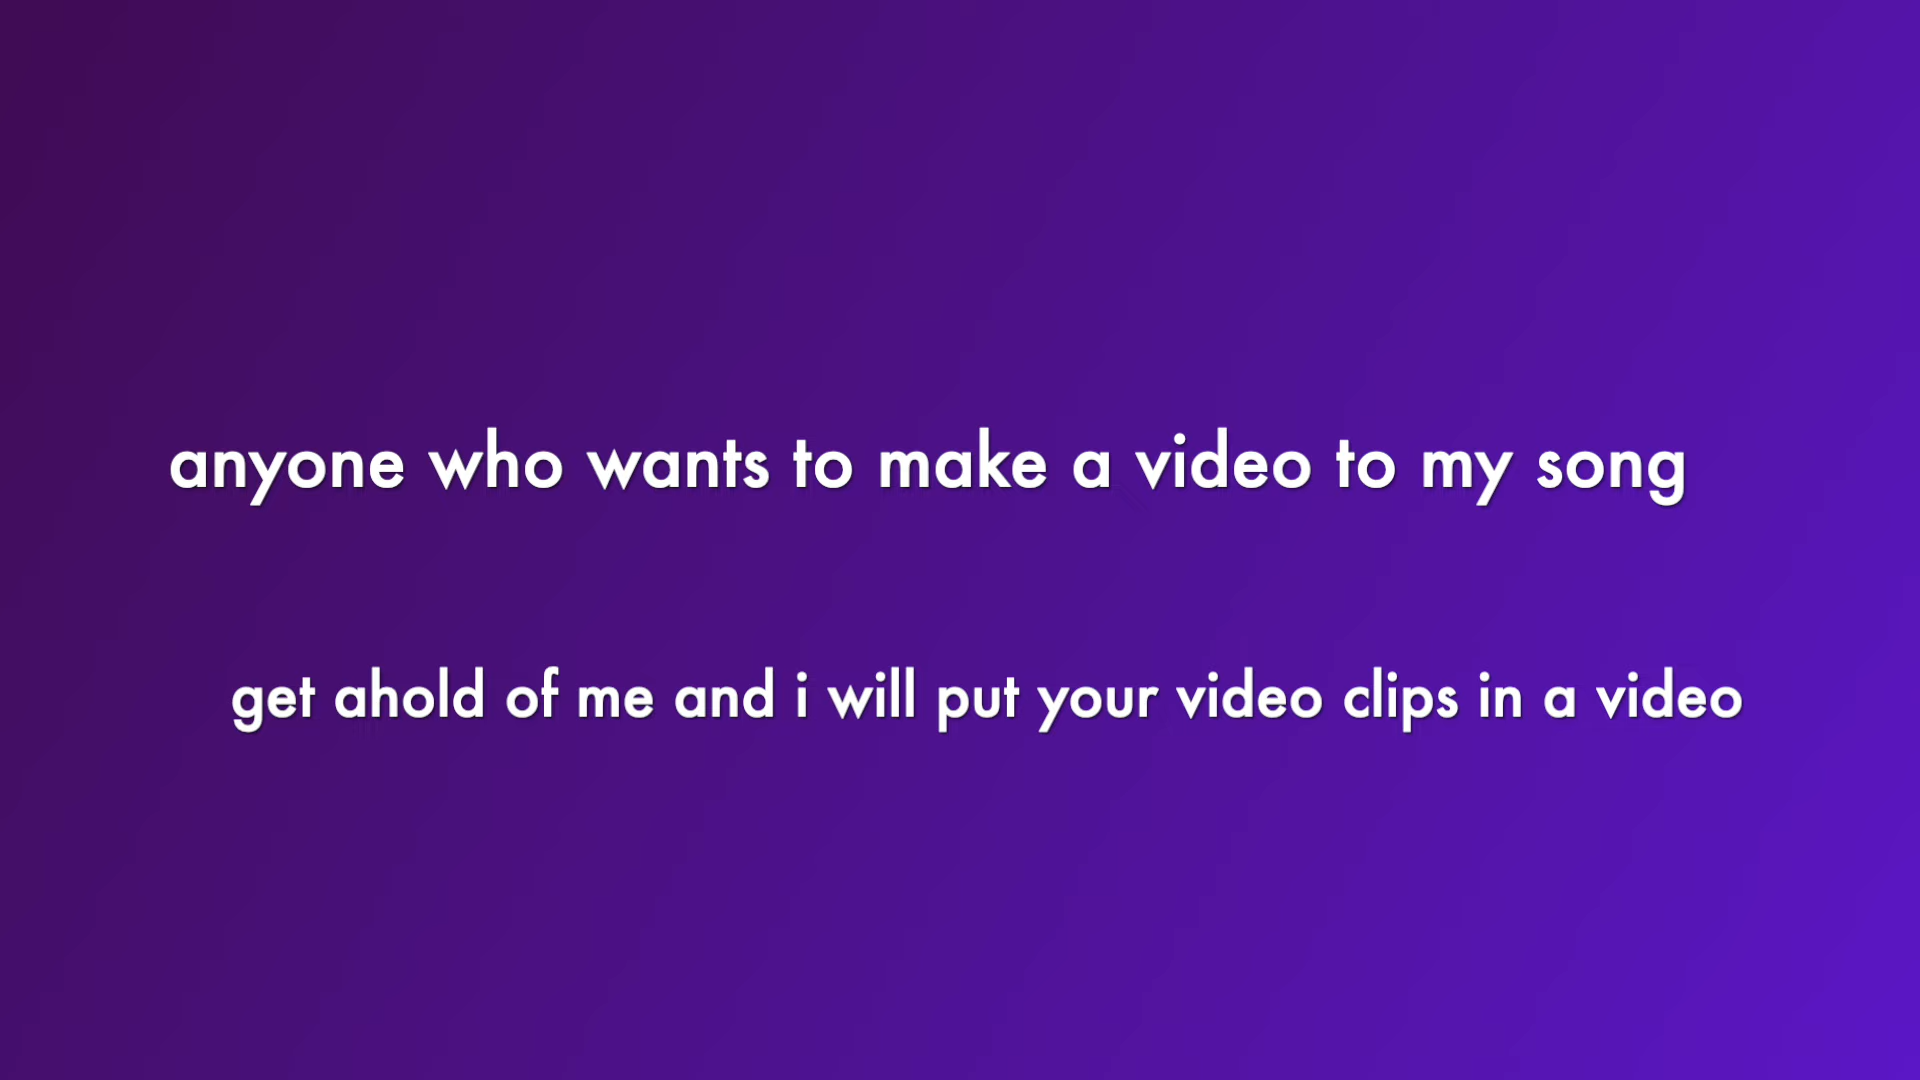 anyone who wants to make a video to my song
get ahold of me and i will put your video clips in a video